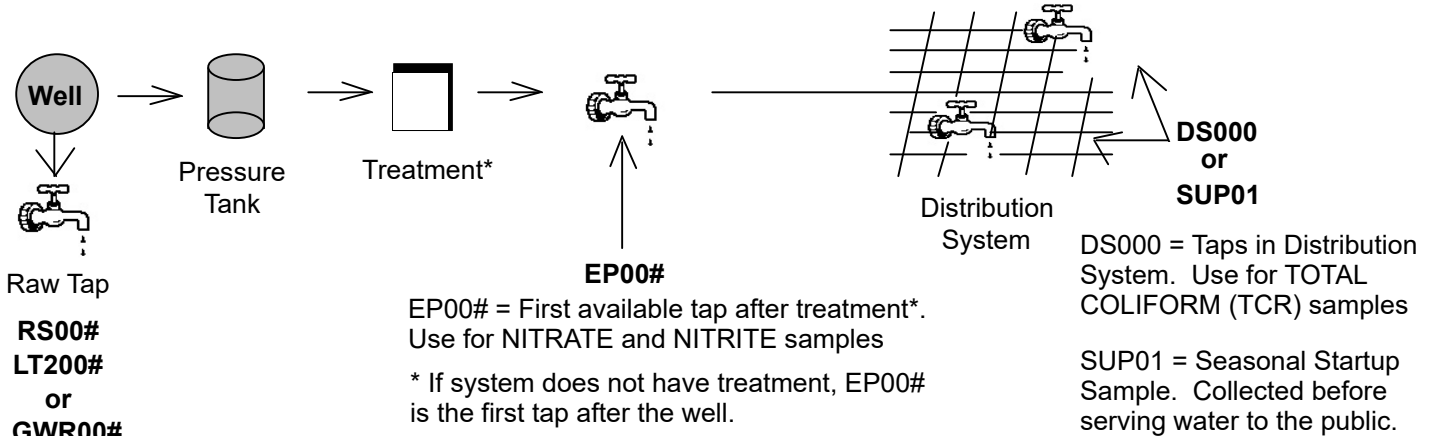 Well
Pressure
Tank
Treatment*
Raw Tap
RS00#
LT200#
or
GWR00#
EP00#
EP00# = First available tap after treatment*.
Use for NITRATE and NITRITE samples
* If system does not have treatment, EP00#
is the first tap after the well.
Distribution
System
DS000
or
SUP01
DS000 = Taps in Distribution
System. Use for TOTAL
COLIFORM (TCR) samples
SUP01 = Seasonal Startup
Sample. Collected before
serving water to the public.